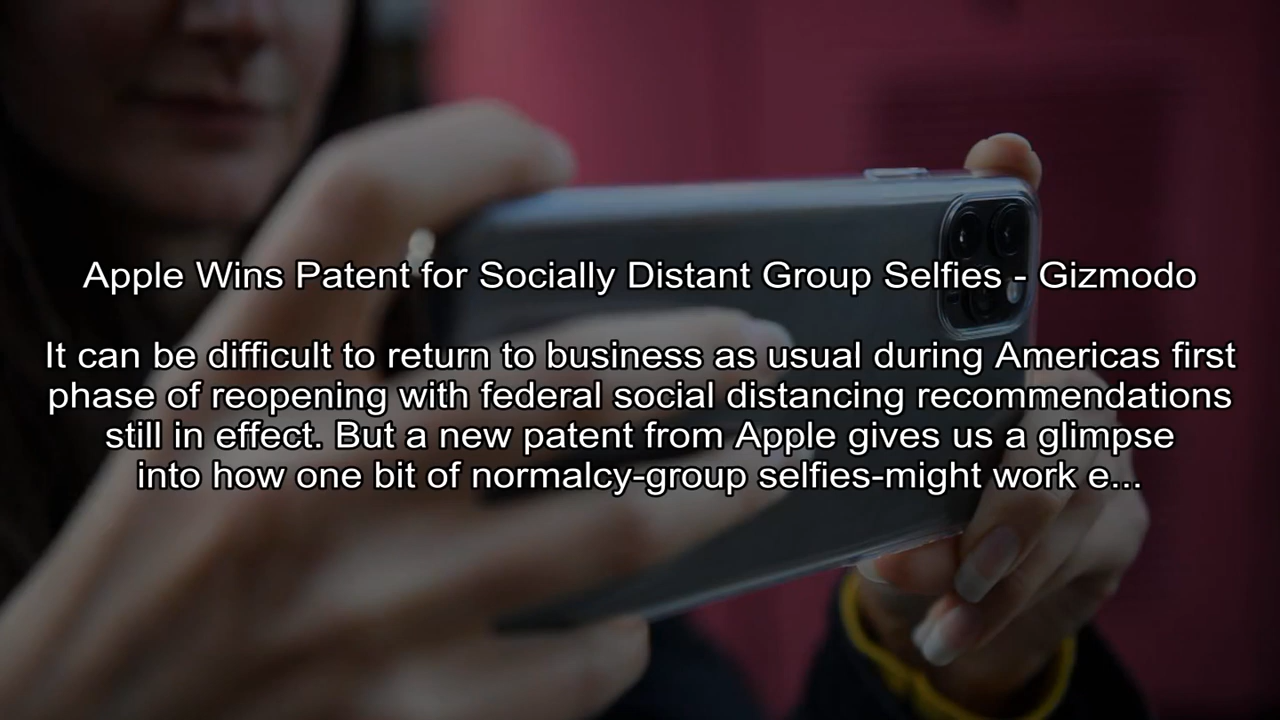 Apple Wins Patent for Socially Distant Group Selfies - Gizmodo
It can be difficult to return to business as usual during Americas first
phase of reopening with federal social distancing recommendations
still in effect. But a new patent from Apple gives us a glimpse
into how one bit of normalcy-group selfies-might work e...